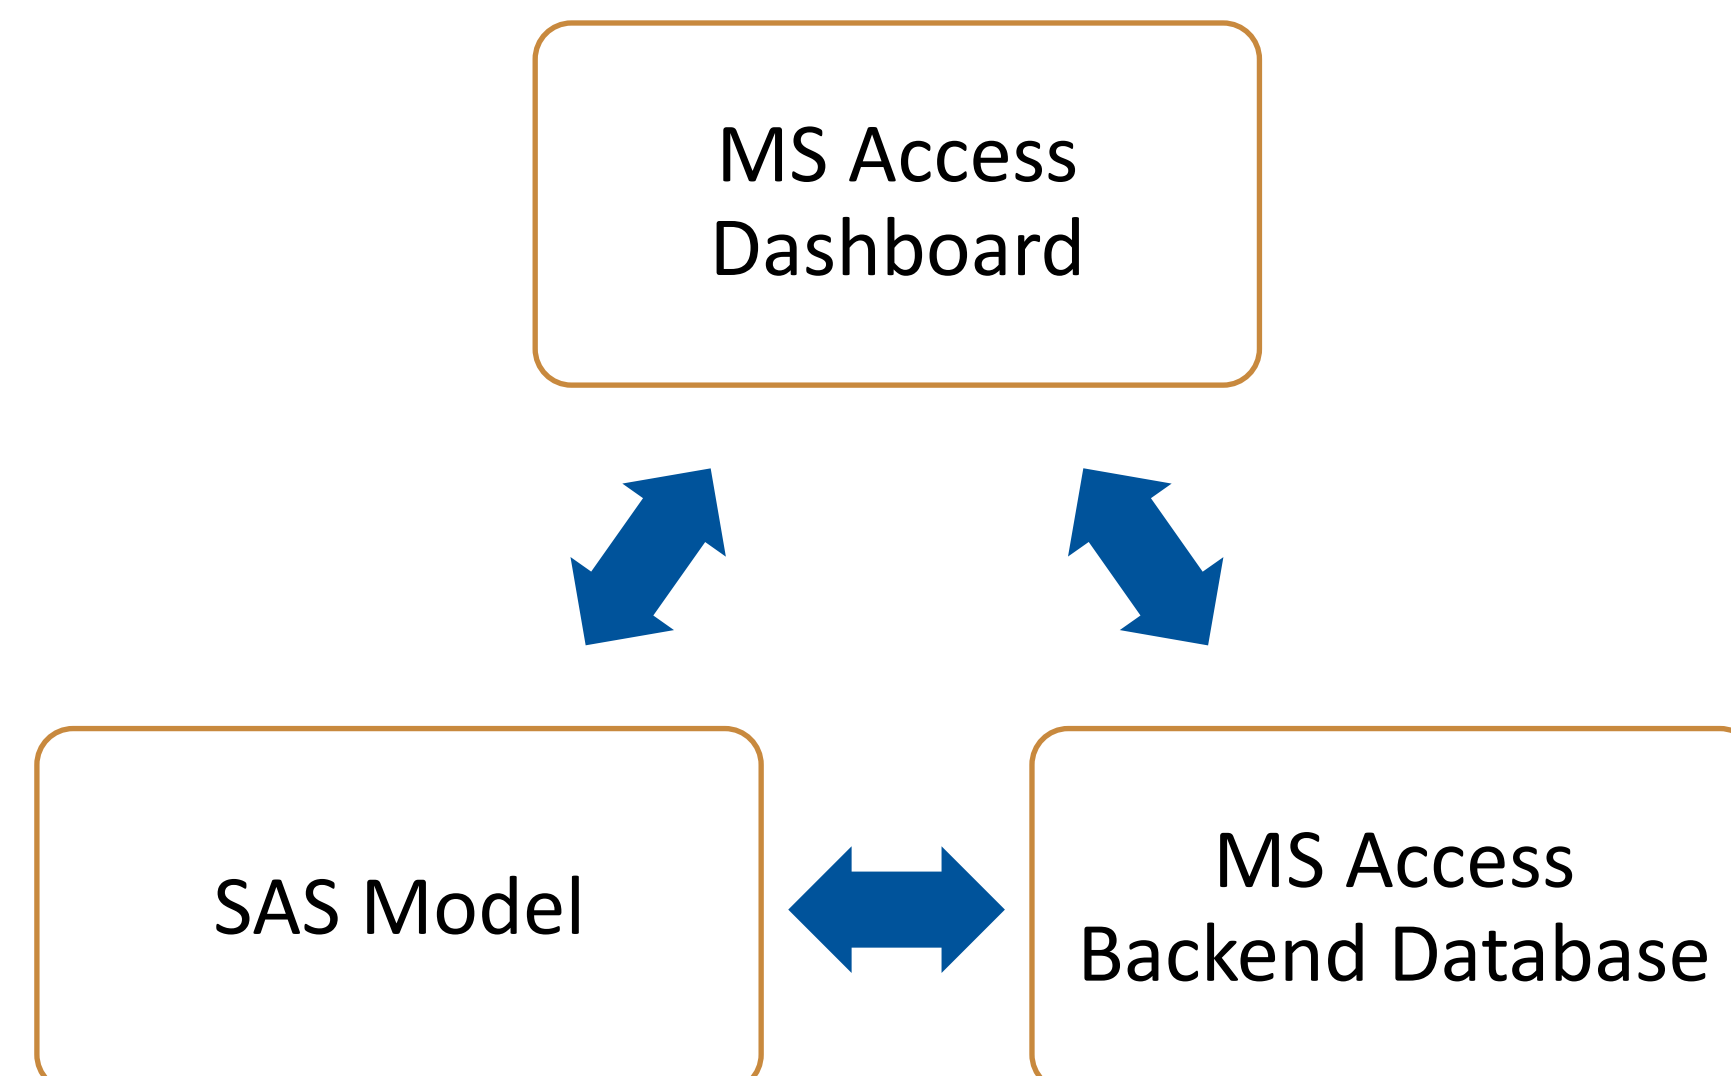 MS Access
Dashboard
SAS Model
MS Access
Backend Database